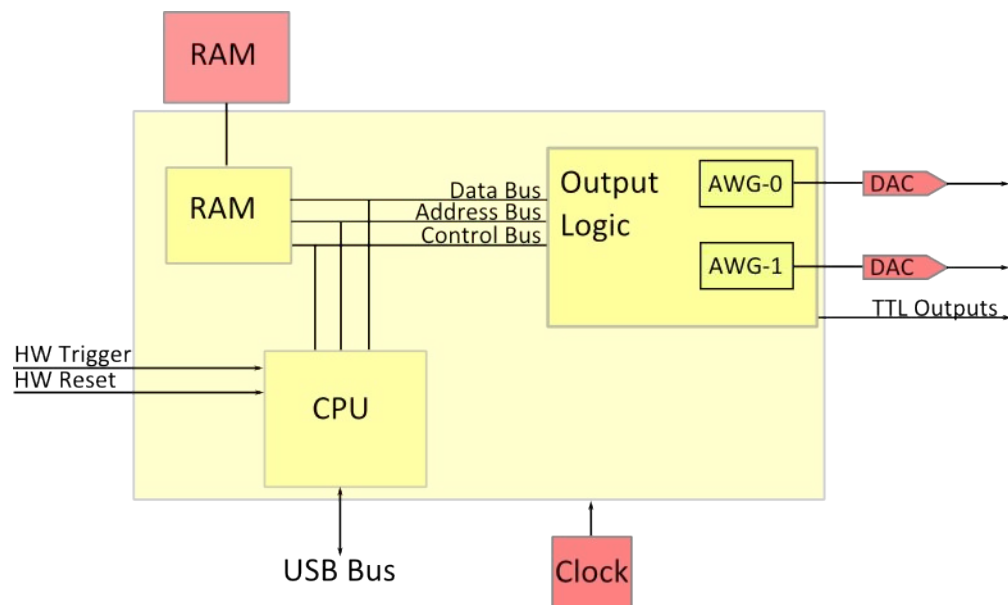 RAM
RAM
Data Bus
Address Bus
Control Bus
Output
Logic
AWG-0
DAC
AWG-1
DAC
TTL Outputs
HW Trigger
HW Reset
CPU
USB Bus
Clock